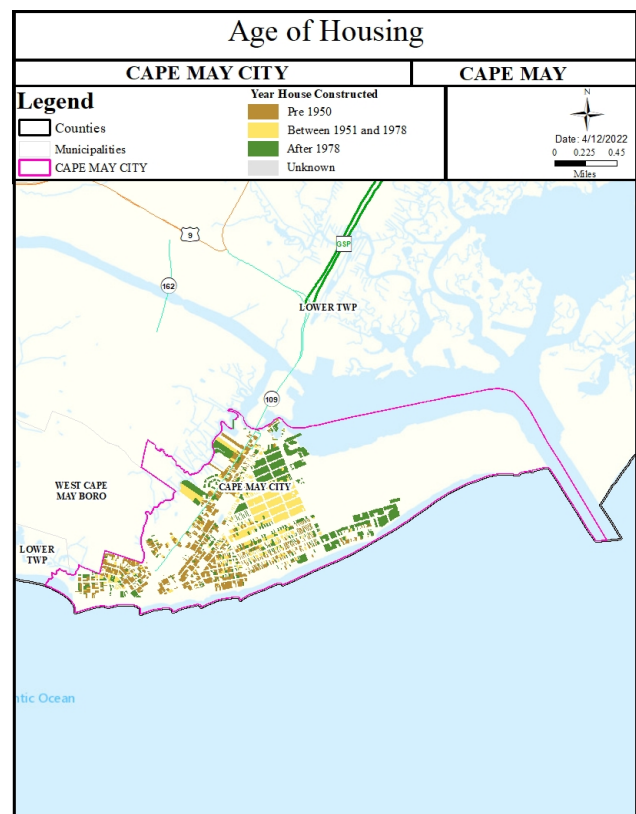 Age of Housing
CAPE MAY CITY
CAPE MAY
Legend
Counties
Municipalities
CAPE MAY CITY
Year House Constructed
Pre 1950
Between 1951 and 1978
After 1978
Unknown
N
Date: 4/12/2022
0 0.225 0.45
Miles
9
GSP
162
LOWER TWP
109
WEST CAPE
MAY BORO
CAPE MAY CITY
LOWER
TWP
ntic Ocean